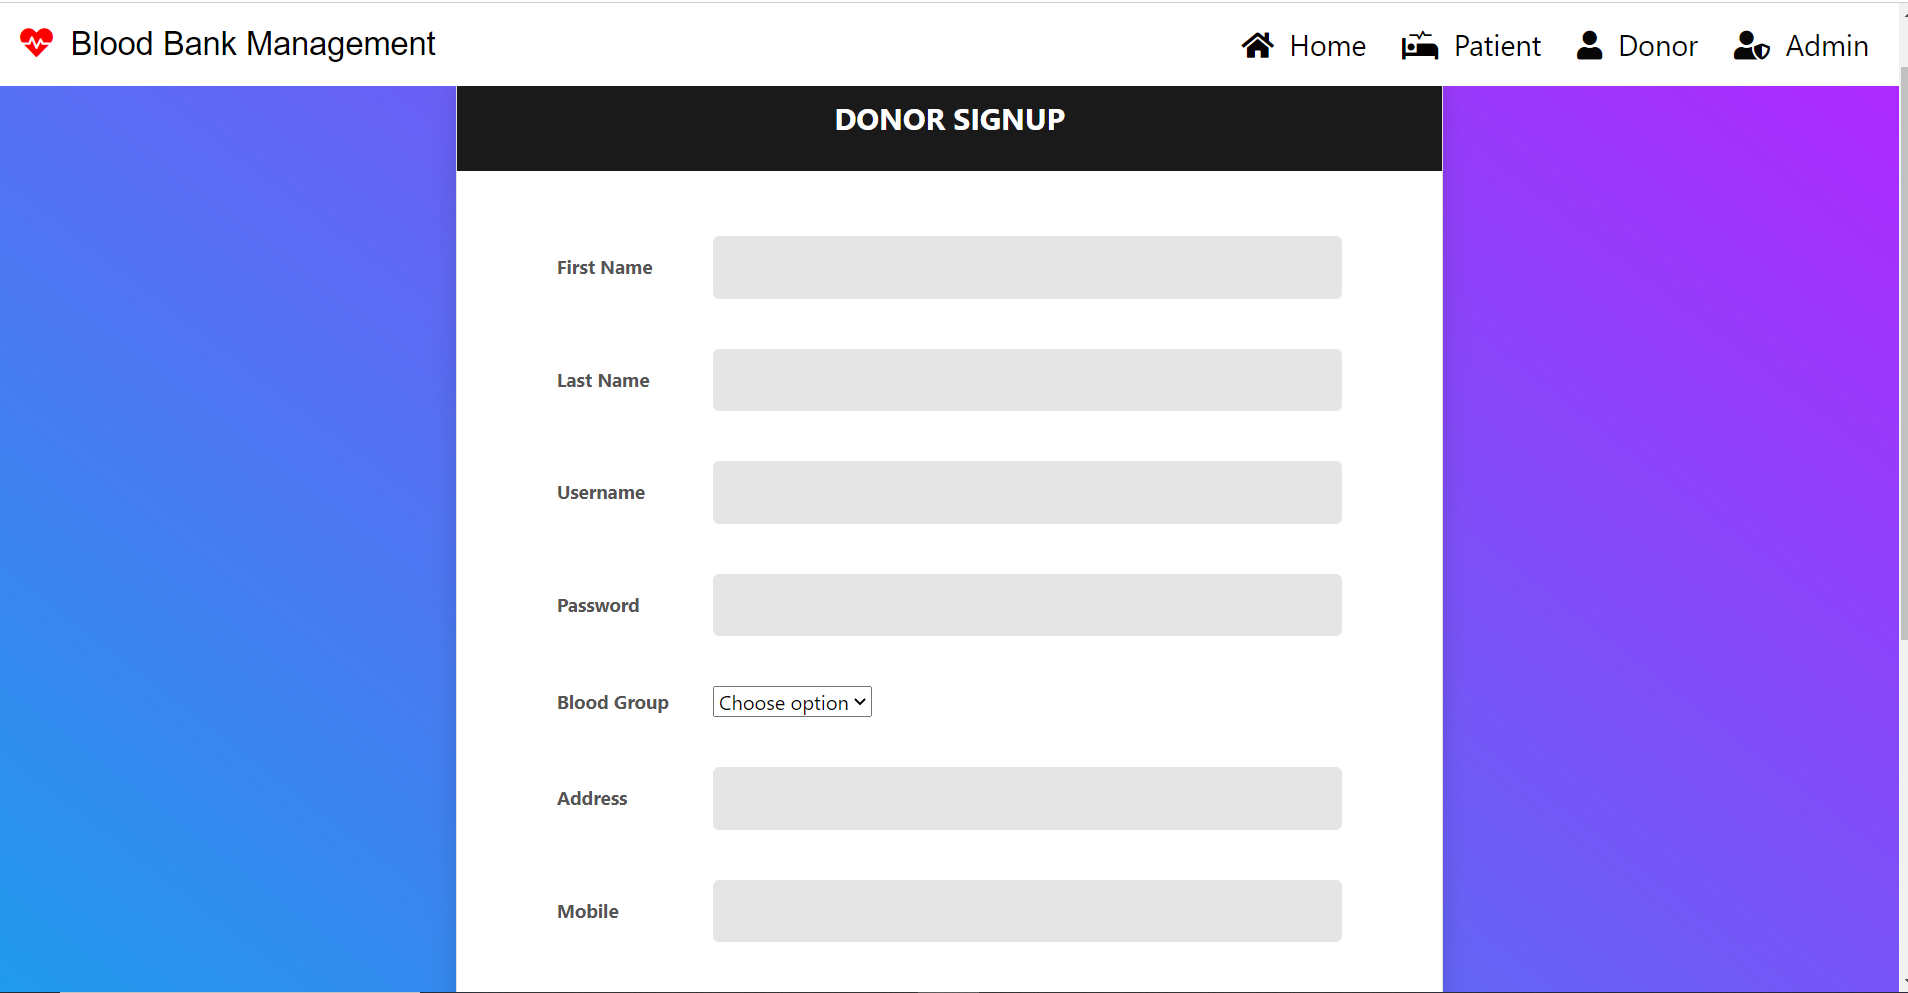 Blood Bank Management
Home Patient Donor Admin
DONOR SIGNUP
First Name
Last Name
Username
Password
Blood Group Choose option
Address
Mobile